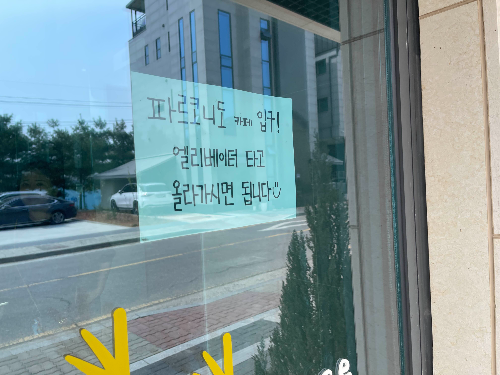 파르코니도 카페 입구!
엘리베이터 타고
올라가시면 됩니다